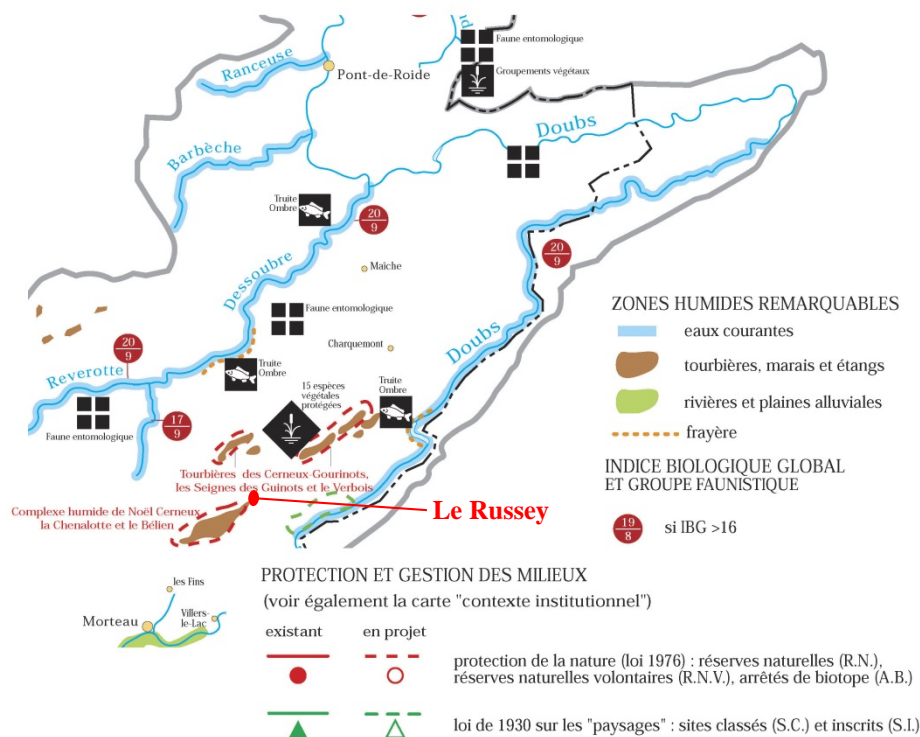 Faune entomologique
Groupements végétaux
Ranceuse
Pont-de-Roide
Doubs
Barbèche
Truite
Ombre
20
9
Maîche
20
9
Dessoubre
Faune entomologique
Charquemont
Doubs
20
9
Reverotte
Truite
Ombre
15 espèces
végétales
protégées
Truite
Ombre
17
9
Faune entomologique
Tourbières des Cerneux-Gourinots,
les Seignes des Guinots et le Verbois
Complexe humide de Noël Cerneux,
la Chenalotte et le Bélien
Le Russey
ZONES HUMIDES REMARQUABLES
eaux courantes
tourbières, marais et étangs
rivières et plaines alluviales
frayère
INDICE BIOLOGIQUE GLOBAL
ET GROUPE FAUNISTIQUE
19
8
si IBG >16
les Fins
Morteau
Villers-
le-Lac
PROTECTION ET GESTION DES MILIEUX
(voir également la carte "contexte institutionnel")
existant
en projet
protection de la nature (loi 1976) : réserves naturelles (R.N.),
réserves naturelles volontaires (R.N.V.), arrêtés de biotope (A.B.)
loi de 1930 sur les "paysages" : sites classés (S.C.) et inscrits (S.I.)